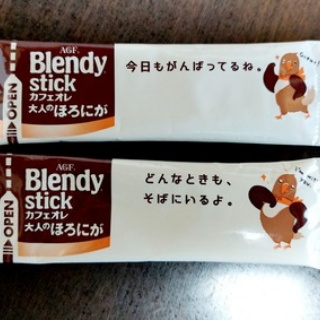 AGF
Blendy
stick
カフェオレ
大人のほろにが
OPEN
今日もがんばってるね。
AGF
Blendy
stick
カフェオレ
大人のほろにが
OPEN
どんなときも、
そばにいるよ。